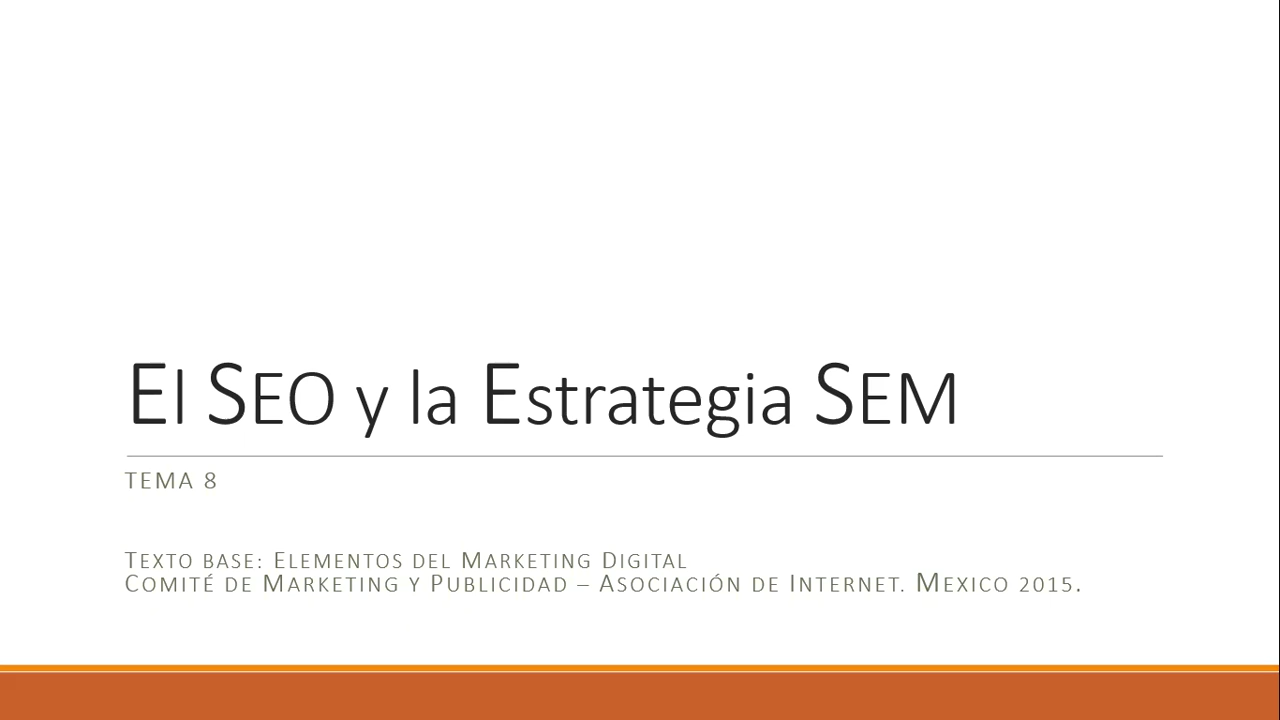 El SEO y la Estrategia SEM
TEMA 8
TEXTO BASE: ELEMENTOS DEL MARKETING DIGITAL
COMITÉ DE MARKETING Y PUBLICIDAD – ASOCIACIÓN DE INTERNET. MEXICO 2015.